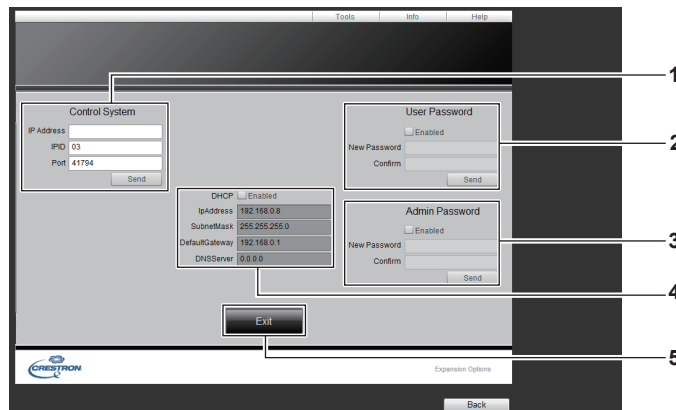 Tools Info Help
1
Control System
IP Address
IPID 03
Port 41794
Send
User Password
Enabled
New Password
Confirm
Send
2
DHCP Enabled
IpAddress 192.168.0.8
SubnetMask 255.255.255.0
DefaultGateway 192.168.0.1
DNSServer 0.0.0.0
Admin Password
Enabled
New Password
Confirm
Send
3
4
Exit
5
CRESTRON
Expansion Options
Back